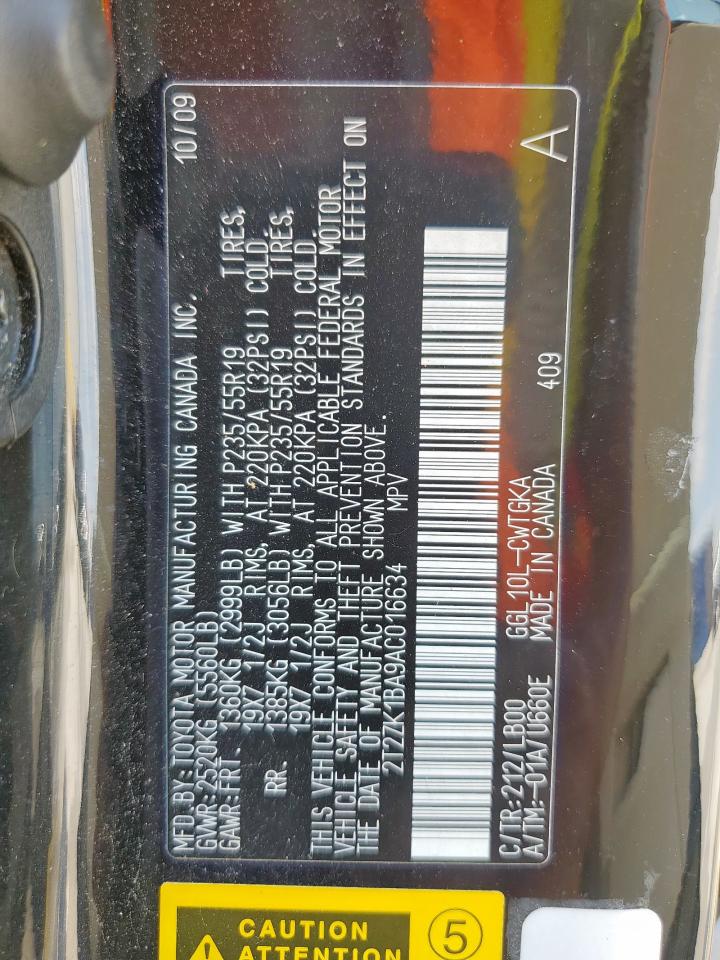 MFD BY:TOYOTA MOTOR MANUFACTURING CANADA INC. 10/09
GVWR:2520KG (5560LB)
GAWR:FRT. 1360KG (2999LB) WITH P235/55R19 TIRES,
19X7 1/2J RIMS, AT 220KPA (32PSI) COLD
RR. 1385KG (3056LB) WITH P235/55R19 TIRES,
19X7 1/2J RIMS, AT 220KPA (32PSI) COLD
THIS VEHICLE CONFORMS TO ALL APPLICABLE FEDERAL MOTOR
VEHICLE SAFETY AND THEFT PREVENTION STANDARDS IN EFFECT ON
THE DATE OF MANUFACTURE SHOWN ABOVE.
2T2ZK1BA9AC016634 MPV
C/TR:212/LB00 GGL10L-CWTGKA
A/TM:-01A/U660E MADE IN CANADA 409 A
CAUTION 5
ATTENTION